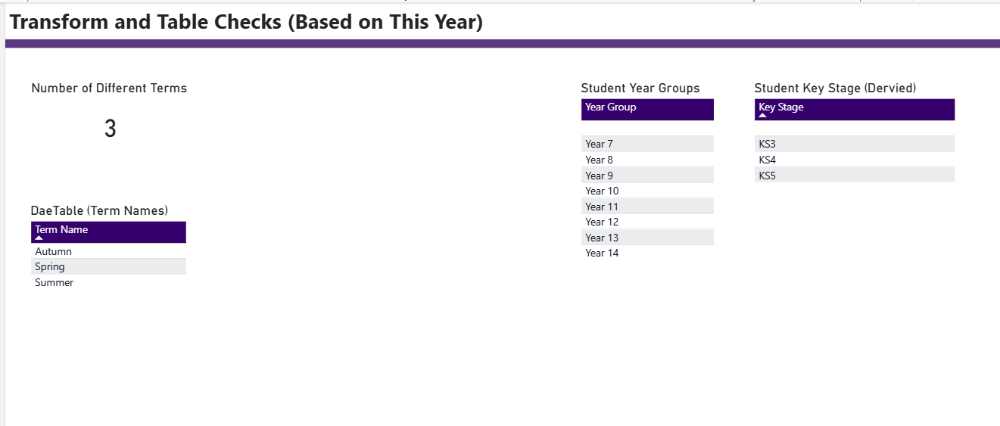 Transform and Table Checks (Based on This Year)
Number of Different Terms
3
DaeTable (Term Names)
Term Name
Autumn
Spring
Summer
Student Year Groups
Year Group
Year 7
Year 8
Year 9
Year 10
Year 11
Year 12
Year 13
Year 14
Student Key Stage (Dervied)
Key Stage
KS3
KS4
KS5